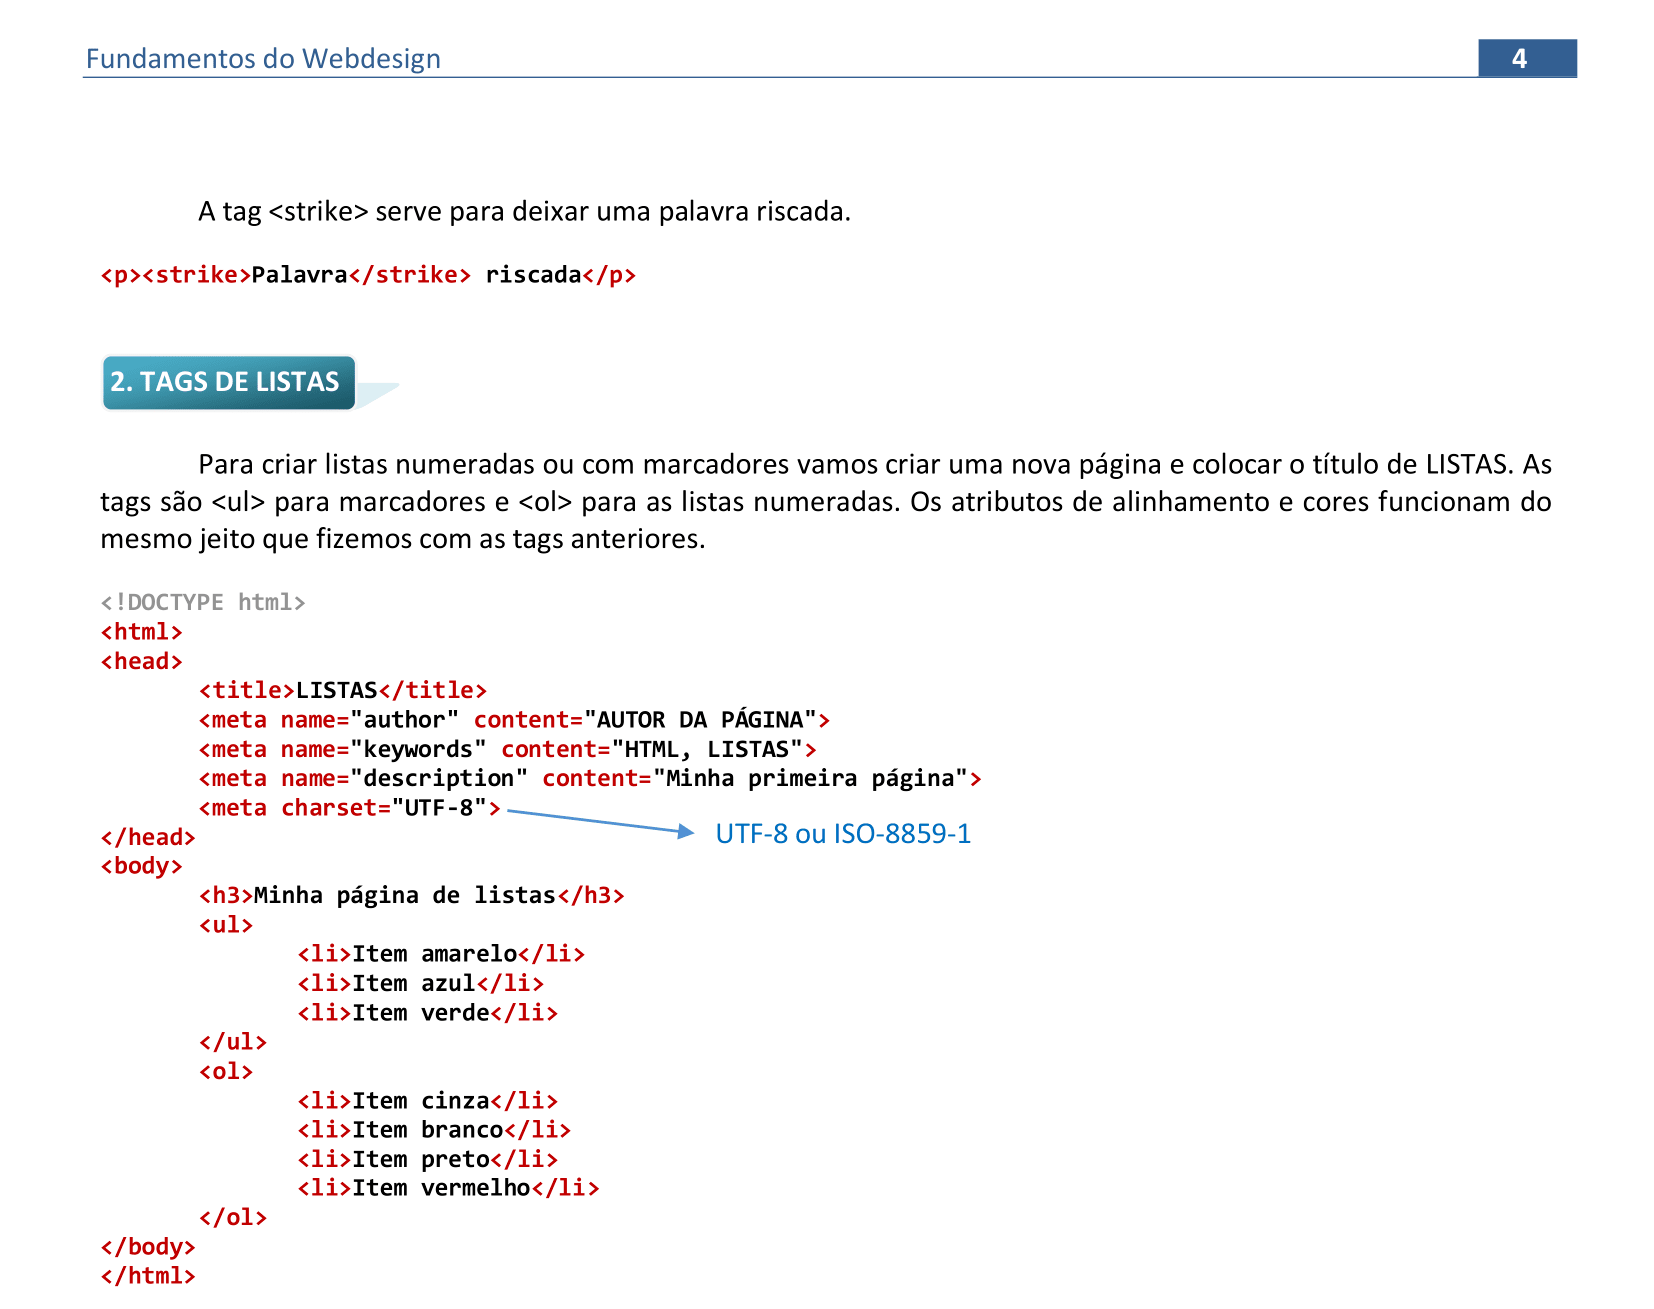 Fundamentos do Webdesign 4
A tag <strike> serve para deixar uma palavra riscada.
<p><strike>Palavra</strike> riscada</p>
2. TAGS DE LISTAS
Para criar listas numeradas ou com marcadores vamos criar uma nova página e colocar o título de LISTAS. As
tags são <ul> para marcadores e <ol> para as listas numeradas. Os atributos de alinhamento e cores funcionam do
mesmo jeito que fizemos com as tags anteriores.
<!DOCTYPE html>
<html>
<head>
<title>LISTAS</title>
<meta name="author" content="AUTOR DA PÁGINA">
<meta name="keywords" content="HTML, LISTAS">
<meta name="description" content="Minha primeira página">
<meta charset="UTF-8">
UTF-8 ou ISO-8859-1
</head>
<body>
<h3>Minha página de listas</h3>
<ul>
<li>Item amarelo</li>
<li>Item azul</li>
<li>Item verde</li>
</ul>
<ol>
<li>Item cinza</li>
<li>Item branco</li>
<li>Item preto</li>
<li>Item vermelho</li>
</ol>
</body>
</html>